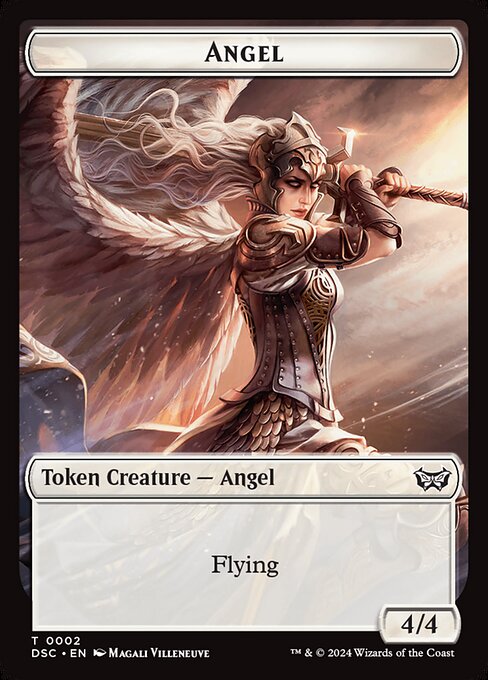 ANGEL
Token Creature — Angel
Flying
4/4
T 0002
DSC • EN MAGALI VILLENEUVE
™ & © 2024 Wizards of the Coast